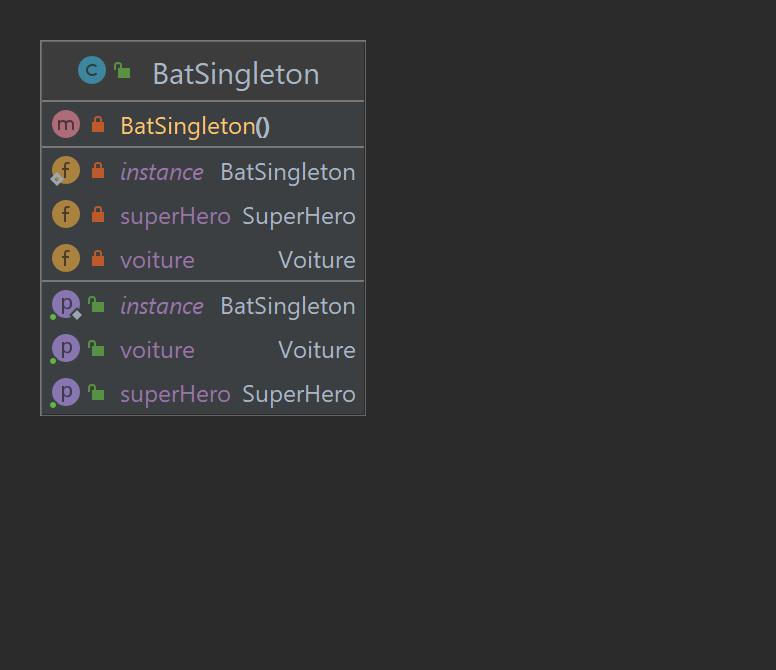 BatSingleton
BatSingleton()
instance BatSingleton
superHero SuperHero
voiture Voiture
instance BatSingleton
voiture Voiture
superHero SuperHero